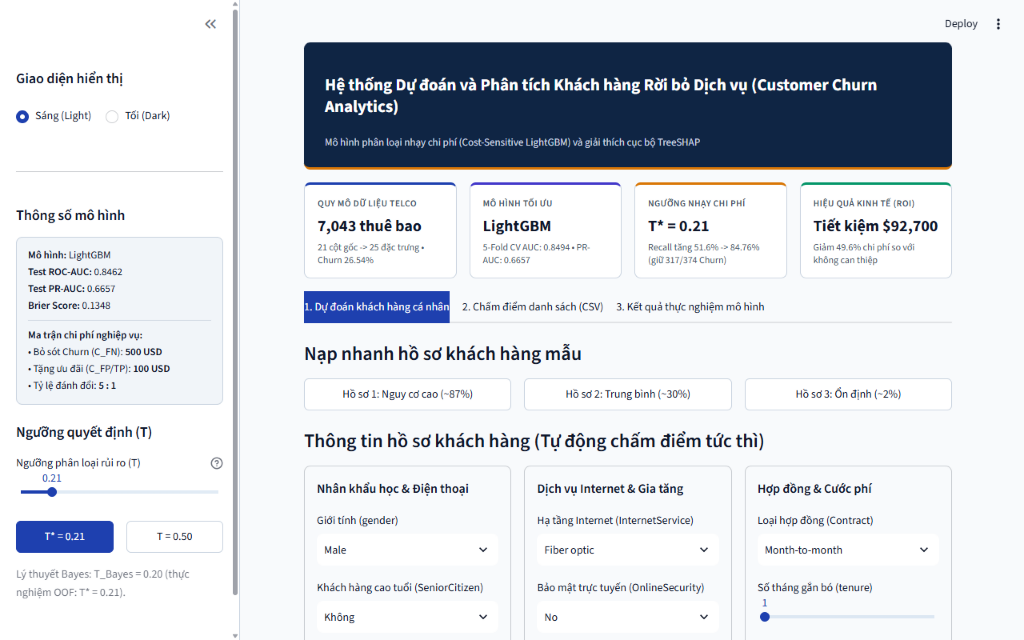 Giao diện hiển thị
Sáng (Light)
Tối (Dark)
Thông số mô hình
Mô hình: LightGBM
Test ROC-AUC: 0.8462
Test PR-AUC: 0.6657
Brier Score: 0.1348
Ma trận chi phí nghiệp vụ:
• Bỏ sót Churn (C_FN): 500 USD
• Tặng ưu đãi (C_FP/TP): 100 USD
• Tỷ lệ đánh đổi: 5 : 1
Ngưỡng quyết định (T)
Ngưỡng phân loại rủi ro (T)
0.21
T* = 0.21
T = 0.50
Lý thuyết Bayes: T_Bayes = 0.20 (thực
nghiệm OOF: T* = 0.21).
Deploy
Hệ thống Dự đoán và Phân tích Khách hàng Rời bỏ Dịch vụ (Customer Churn
Analytics)
Mô hình phân loại nhạy chi phí (Cost-Sensitive LightGBM) và giải thích cục bộ TreeSHAP
QUY MÔ DỮ LIỆU TELCO
7,043 thuê bao
21 cột gốc -> 25 đặc trưng •
Churn 26.54%
MÔ HÌNH TỐI ƯU
LightGBM
5-Fold CV AUC: 0.8494 • PR-
AUC: 0.6657
NGƯỠNG NHẠY CHI PHÍ
T* = 0.21
Recall tăng 51.6% -> 84.76%
(giữ 317/374 Churn)
HIỆU QUẢ KINH TẾ (ROI)
Tiết kiệm $92,700
Giảm 49.6% chi phí so với
không can thiệp
1. Dự đoán khách hàng cá nhân
2. Chấm điểm danh sách (CSV)
3. Kết quả thực nghiệm mô hình
Nạp nhanh hồ sơ khách hàng mẫu
Hồ sơ 1: Nguy cơ cao (~87%)
Hồ sơ 2: Trung bình (~30%)
Hồ sơ 3: Ổn định (~2%)
Thông tin hồ sơ khách hàng (Tự động chấm điểm tức thì)
Nhân khẩu học & Điện thoại
Giới tính (gender)
Male
Khách hàng cao tuổi (SeniorCitizen)
Không
Dịch vụ Internet & Gia tăng
Hạ tầng Internet (InternetService)
Fiber optic
Bảo mật trực tuyến (OnlineSecurity)
No
Hợp đồng & Cước phí
Loại hợp đồng (Contract)
Month-to-month
Số tháng gắn bó (tenure)
1